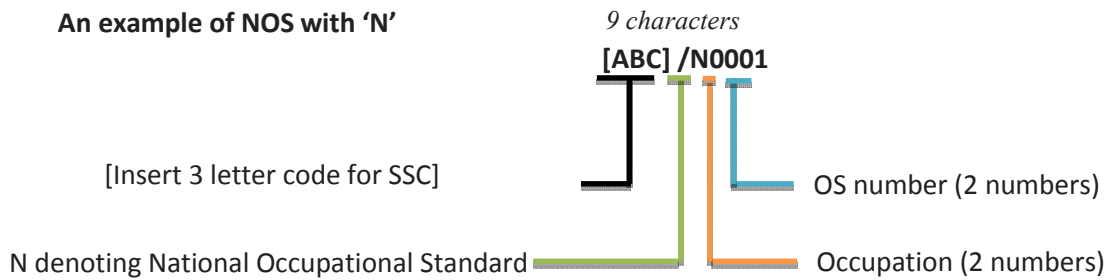 An example of NOS with ‘N’
9 characters
[ABC] /N0001
[Insert 3 letter code for SSC]
OS number (2 numbers)
N denoting National Occupational Standard
Occupation (2 numbers)